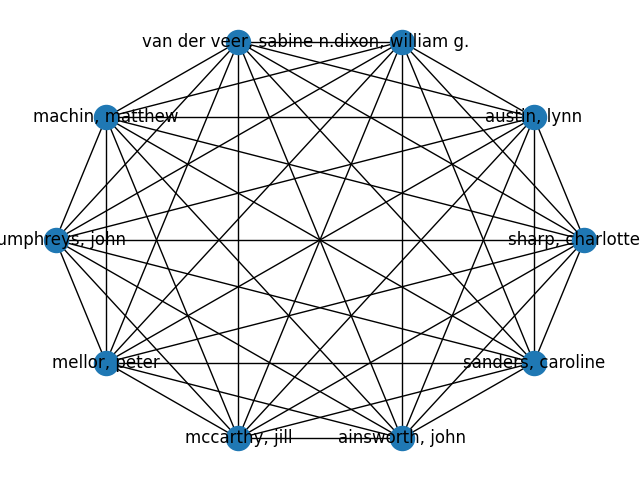 van der veer, sabine n.
dixon, william g.
machin, matthew
austin, lynn
umphreys, john
sharp, charlotte
mellor, peter
sanders, caroline
mccarthy, jill
ainsworth, john